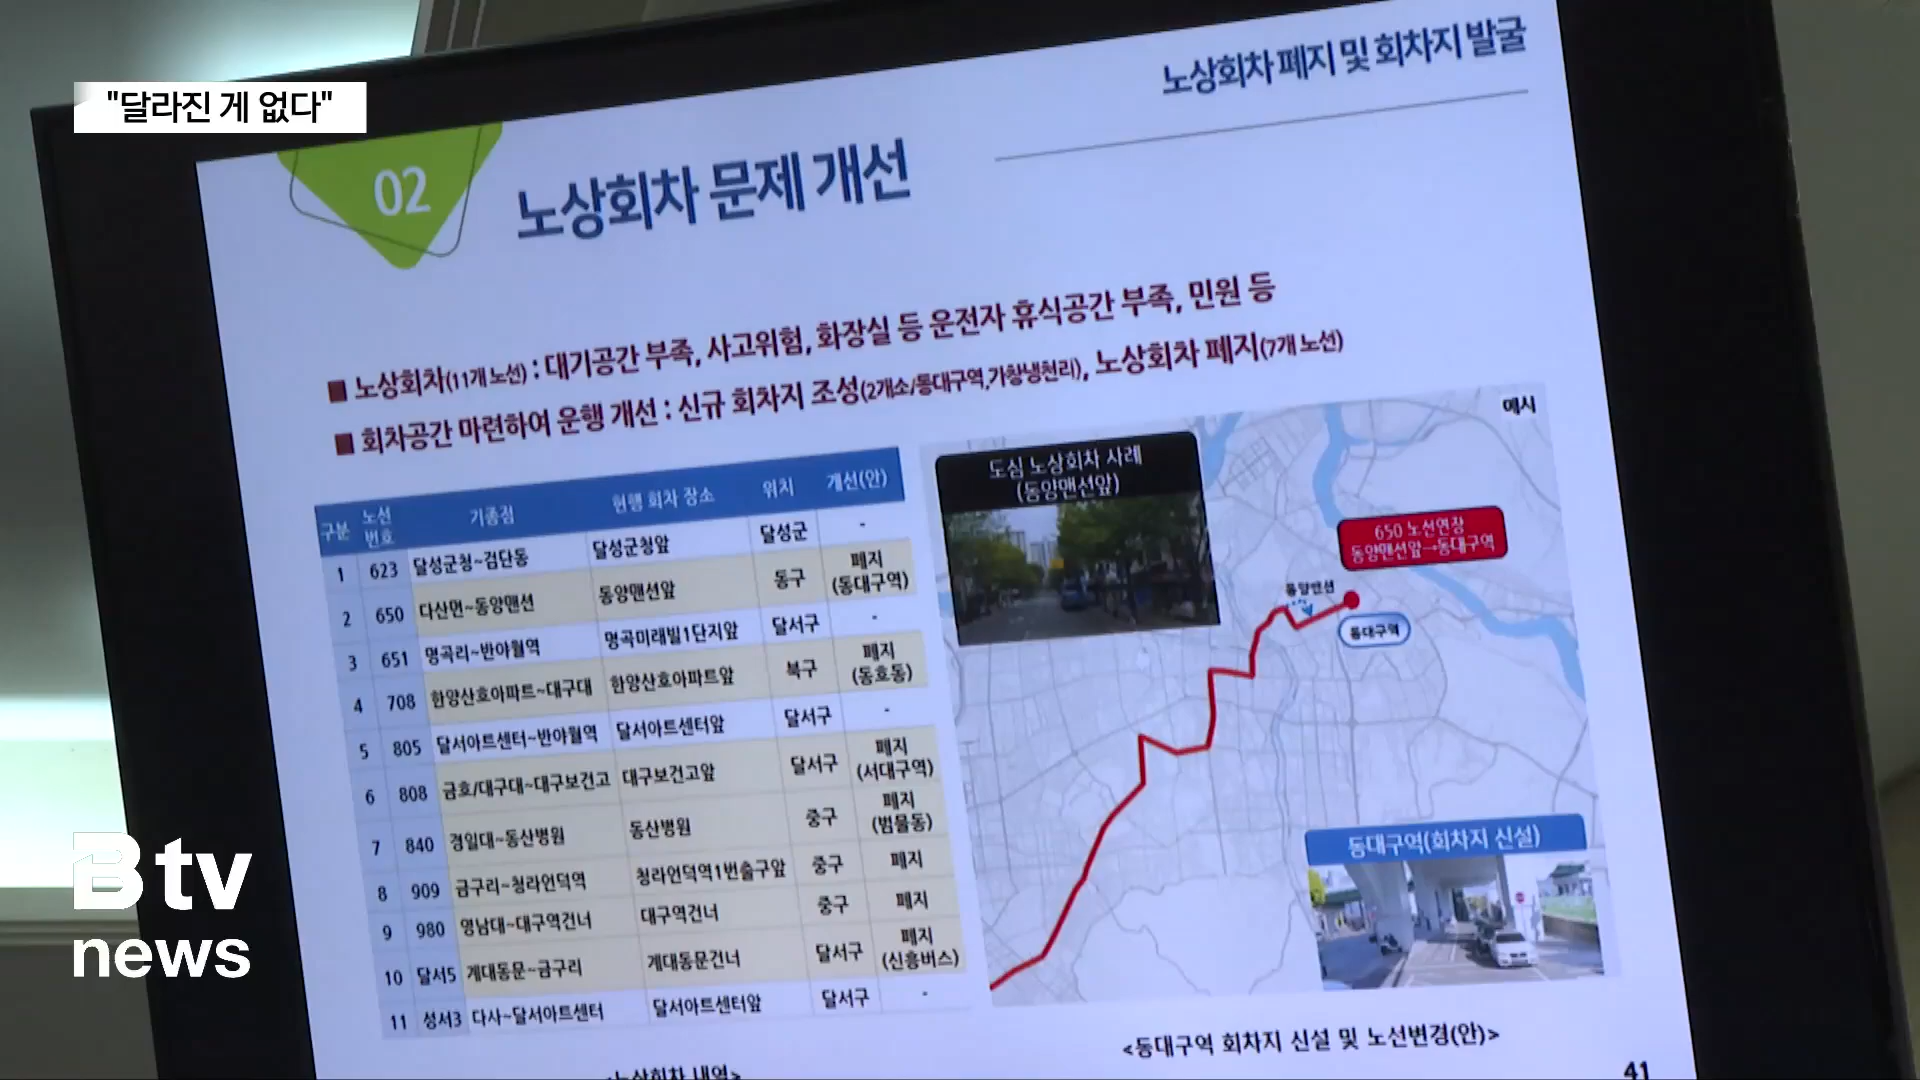 "달라진 게 없다"
노상회차 폐지 및 회차지 발굴
02
노상회차 문제 개선
■ 노상회차(11개 노선) : 대기공간 부족, 사고위험, 화장실 등 운전자 휴식공간 부족, 민원 등
■ 회차공간 마련하여 운행 개선 : 신규 회차지 조성(2개소/동대구역,가창냉천리), 노상회차 폐지(7개 노선)
구분 노선번호 기종점 현행 회차 장소 위치 개선(안)
1 623 달성군청~검단동 달성군청앞 달성군 -
2 650 다산면~동양맨션 동양맨션앞 동구 폐지(동대구역)
3 651 명곡리~반야월역 명곡미래빌1단지앞 달서구 -
4 708 한양산호아파트~대구대 한양산호아파트앞 북구 폐지(동호동)
5 805 달서아트센터~반야월역 달서아트센터앞 달서구 -
6 808 금호/대구대~대구보건고 대구보건고앞 달서구 폐지(서대구역)
7 840 경일대~동산병원 동산병원 중구 폐지(범물동)
8 909 금구리~청라언덕역 청라언덕역1번출구앞 중구 폐지
9 980 영남대~대구역건너 대구역건너 중구 폐지
10 달서5 계대동문~금구리 계대동문건너 달서구 폐지(신흥버스)
11 성서3 다사~달서아트센터 달서아트센터앞 달서구 -
<노상회차 내역>
예시
도심 노상회차 사례
(동양맨션앞)
650 노선연장
동양맨션앞→동대구역
동양맨션
동대구역
동대구역(회차지 신설)
<동대구역 회차지 신설 및 노선변경(안)>
41
B tv
news